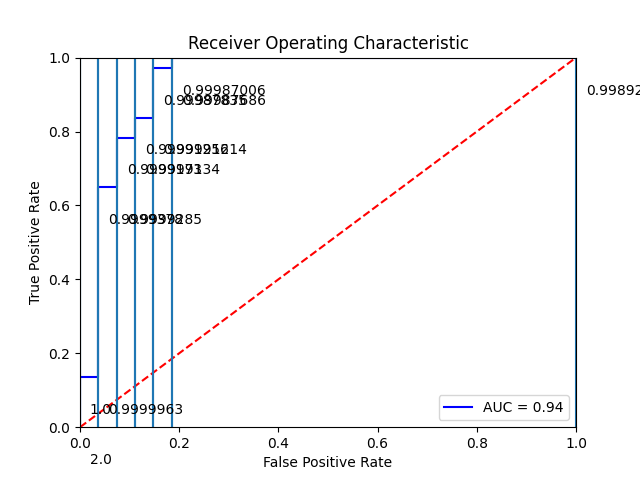 Receiver Operating Characteristic
1.0
0.99987006
0.99892
0.8
0.6
0.4
0.2
0.0
True Positive Rate
1.0
0.9999963
AUC = 0.94
0.0 0.2 0.4 0.6 0.8 1.0
2.0
False Positive Rate